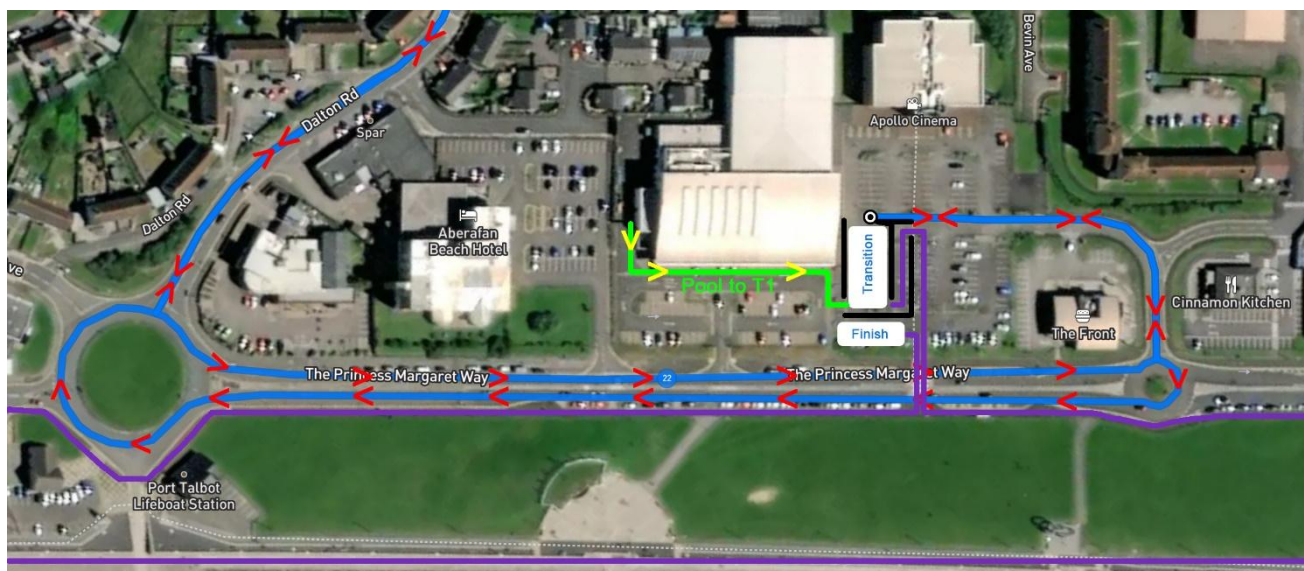 Bevin Ave
Dalton Rd
Spar
Apollo Cinema
Dalton Rd
Aberafan
Beach Hotel
Ave
Transition
Pool to T1
Cinnamon Kitchen
The Front
Finish
The Princess Margaret Way
22
The Princess Margaret Way
Port Talbot
Lifeboat Station